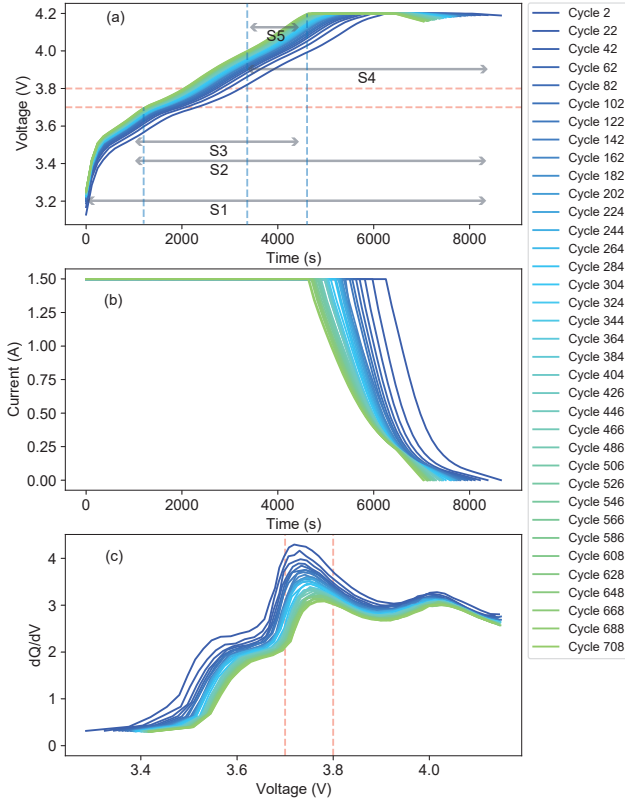 (a)
4.2
4.0
3.8
3.6
3.4
3.2
Voltage (V)
S5
S4
S3
S2
S1
0
2000
4000
6000
8000
Time (s)
(b)
1.50
1.25
1.00
0.75
0.50
0.25
0.00
Current (A)
0
2000
4000
6000
8000
Time (s)
(c)
4
3
2
1
0
dQ/dV
3.4
3.6
3.8
4.0
Voltage (V)
Cycle 2
Cycle 22
Cycle 42
Cycle 62
Cycle 82
Cycle 102
Cycle 122
Cycle 142
Cycle 162
Cycle 182
Cycle 202
Cycle 224
Cycle 244
Cycle 264
Cycle 284
Cycle 304
Cycle 324
Cycle 344
Cycle 364
Cycle 384
Cycle 404
Cycle 426
Cycle 446
Cycle 466
Cycle 486
Cycle 506
Cycle 526
Cycle 546
Cycle 566
Cycle 586
Cycle 608
Cycle 628
Cycle 648
Cycle 668
Cycle 688
Cycle 708